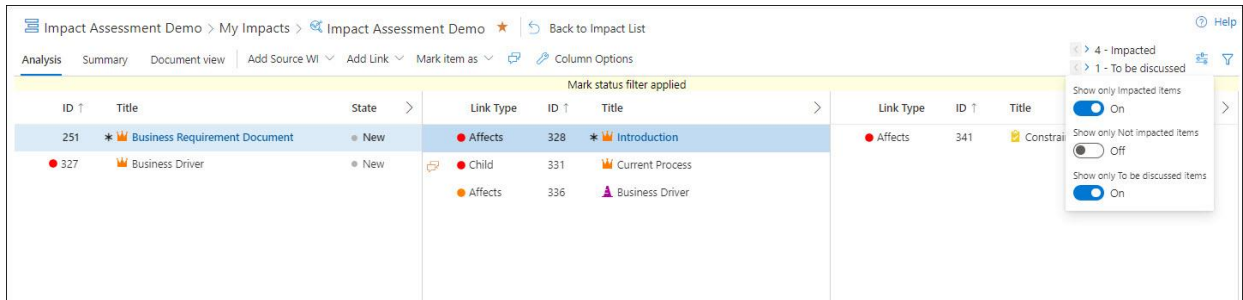 Impact Assessment Demo > My Impacts > Impact Assessment Demo Back to Impact List
Help
Analysis Summary Document view Add Source WI Add Link Mark item as Column Options
4 - Impacted
1 - To be discussed
Mark status filter applied
ID ↑ Title State > Link Type ID ↑ Title > Link Type ID ↑ Title >
251 Business Requirement Document New Affects 328 Introduction Affects 341
327 Business Driver New Child 331 Current Process
Affects 336 Business Driver
Show only Impacted items
On
Show only Not impacted items
Off
Show only To be discussed items
On